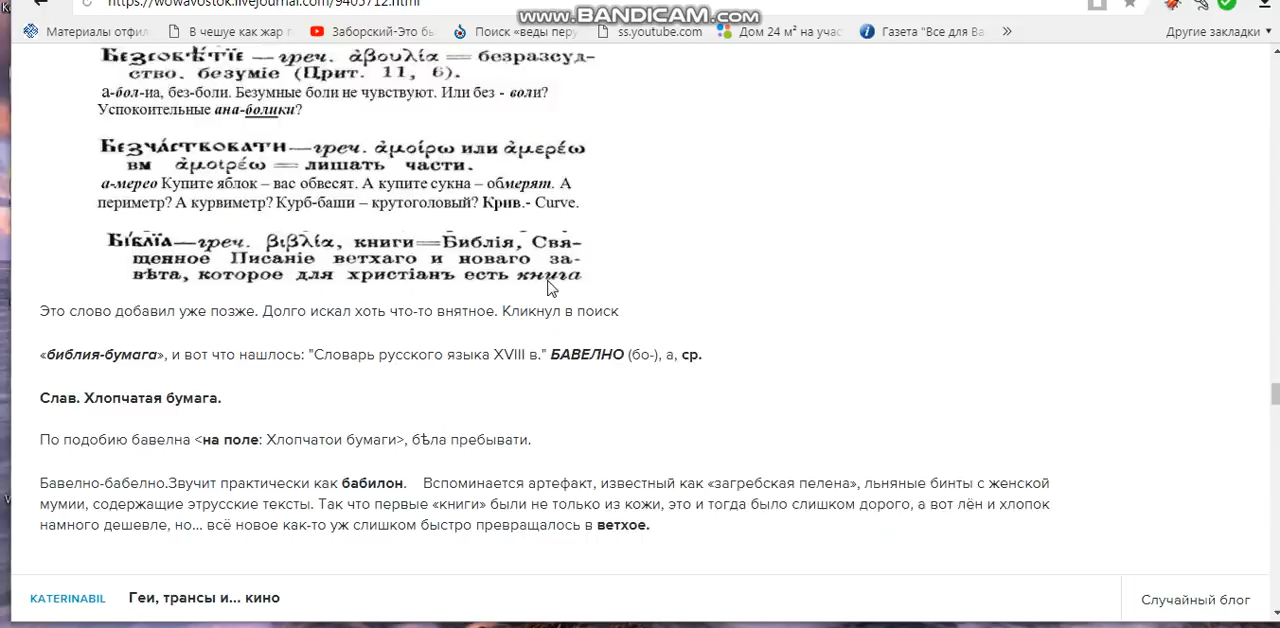 https://wowavostok.livejournal.com/9405712.html
www.BANDICAM.com
Материалы отфил В чешуе как жар г Заборский-Это бы Поиск «веды перу ss.youtube.com Дом 24 м² на учас Газета "Все для Ва » Другие закладки
Безсовѣтїе — греч. ἀβουλία = безразсуд-
ство, безуміе (Прит. 11, 6).
а-бол-иа, без-боли. Безумные боли не чувствуют. Или без - воли?
Успокоительные ана-болики?
Безчаствовати — греч. ἀμοίρω или ἀμερέω
вм ἀμοιρέω = лишать части.
а-мерео Купите яблок – вас обвесят. А купите сукна – обмерят. А
периметр? А курвиметр? Курб-баши – крутоголовый? Крив.- Curve.
Біблїа — греч. βιβλία, книги = Библія, Свя-
щенное Писаніе ветхаго и новаго за-
вѣта, которое для христіанъ есть книга
Это слово добавил уже позже. Долго искал хоть что-то внятное. Кликнул в поиск
«библия-бумага», и вот что нашлось: "Словарь русского языка XVIII в." БАВЕЛНО (бо-), а, ср.
Слав. Хлопчатая бумага.
По подобию бавелна <на поле: Хлопчатои бумаги>, бѣла пребывати.
Бавелно-бабелно.Звучит практически как бабилон. Вспоминается артефакт, известный как «загребская пелена», льняные бинты с женской
мумии, содержащие этрусские тексты. Так что первые «книги» были не только из кожи, это и тогда было слишком дорого, а вот лён и хлопок
намного дешевле, но... всё новое как-то уж слишком быстро превращалось в ветхое.
KATERINABIL Геи, трансы и... кино Случайный блог